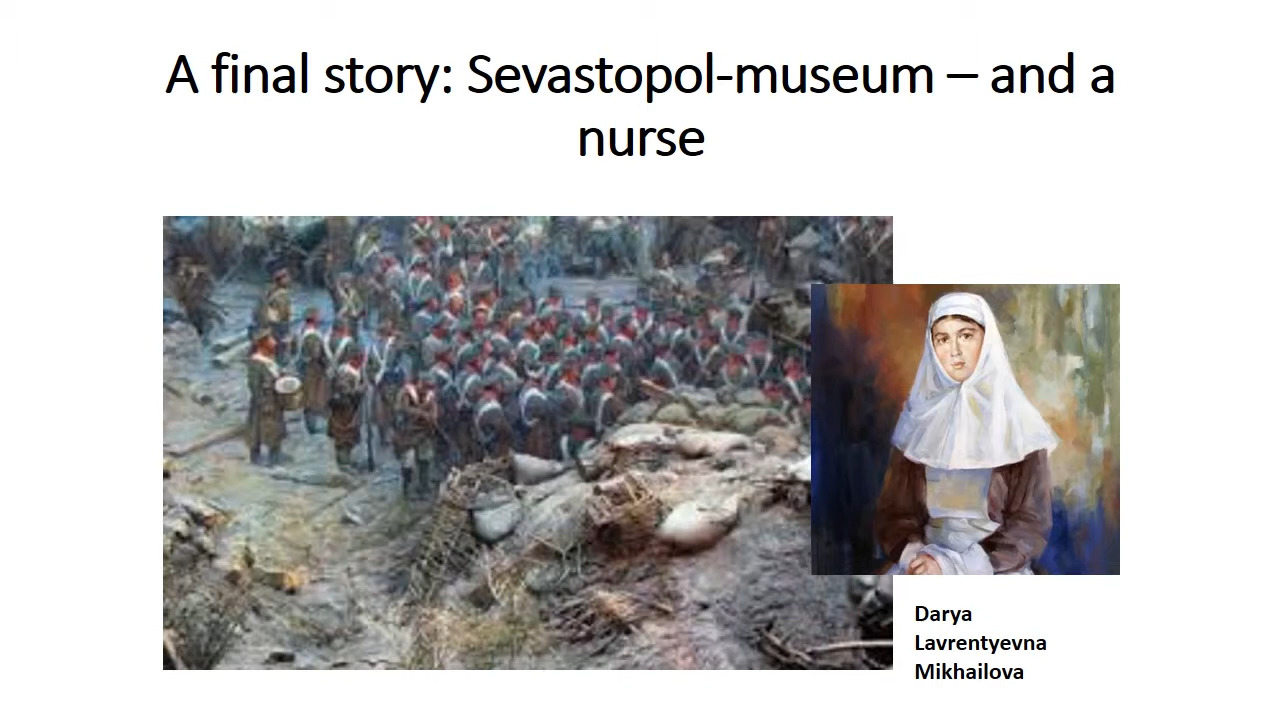 A final story: Sevastopol-museum – and a
nurse
Darya
Lavrentyevna
Mikhailova